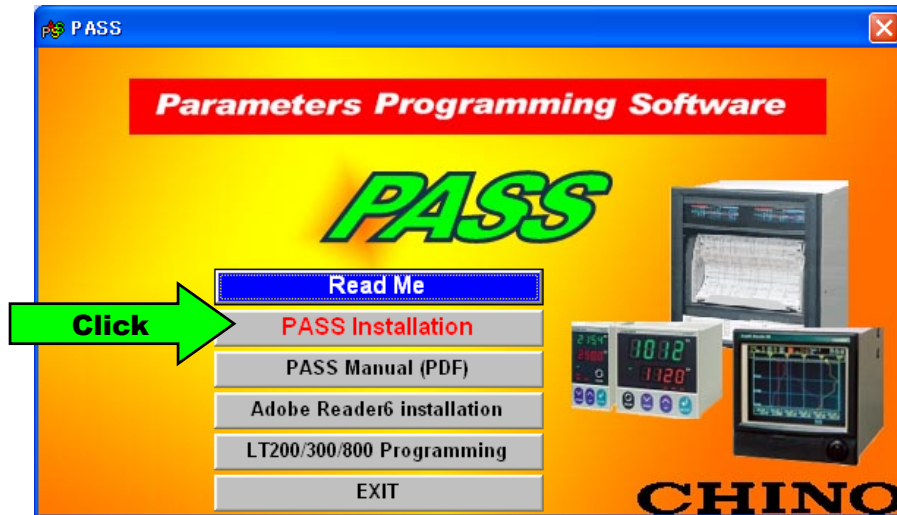 PASS
Parameters Programming Software
PASS
Read Me
Click
PASS Installation
PASS Manual (PDF)
Adobe Reader6 installation
LT200/300/800 Programming
EXIT
1012
1120
CHINO